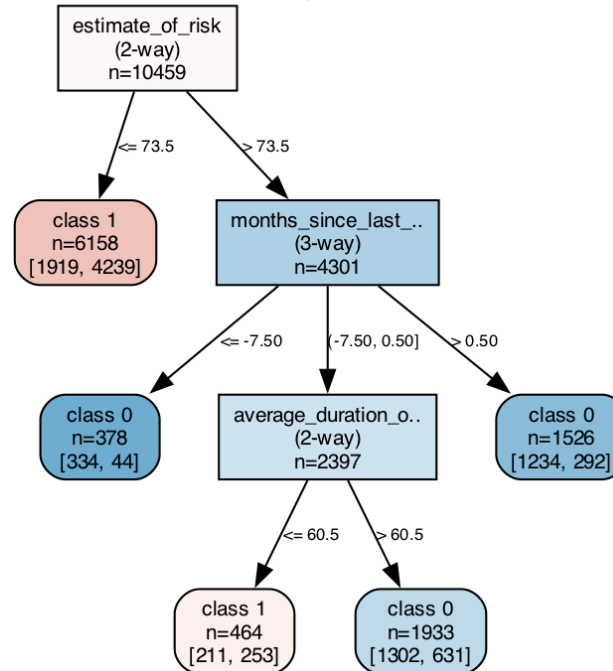 estimate_of_risk
(2-way)
n=10459
<= 73.5
> 73.5
class 1
n=6158
[1919, 4239]
months_since_last_..
(3-way)
n=4301
<= -7.50
(-7.50, 0.50]
> 0.50
class 0
n=378
[334, 44]
average_duration_o..
(2-way)
n=2397
class 0
n=1526
[1234, 292]
<= 60.5
> 60.5
class 1
n=464
[211, 253]
class 0
n=1933
[1302, 631]